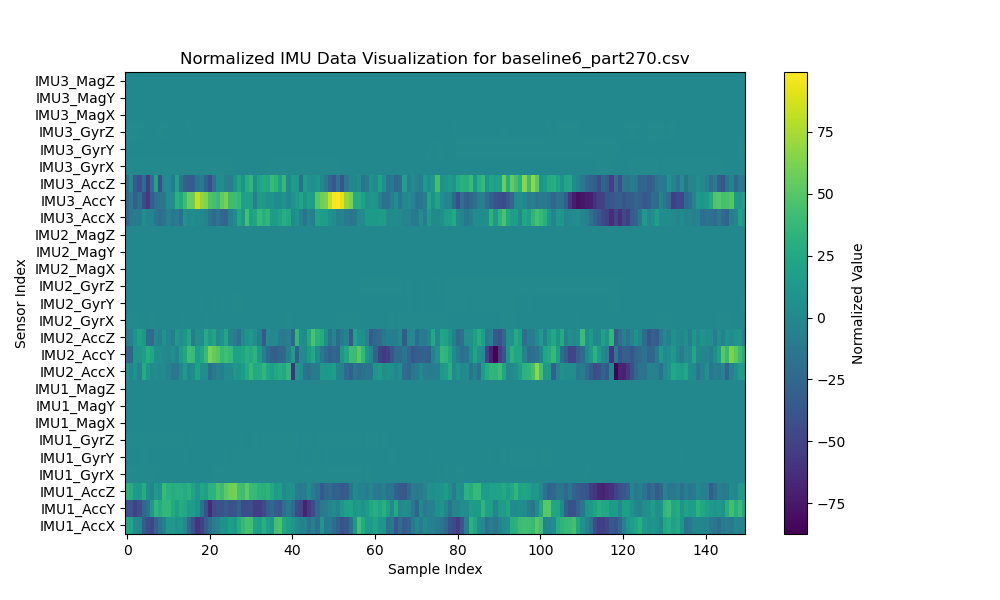 Normalized IMU Data Visualization for baseline6_part270.csv
Sensor Index
IMU3_MagZ
IMU3_MagY
IMU3_MagX
IMU3_GyrZ
IMU3_GyrY
IMU3_GyrX
IMU3_AccZ
IMU3_AccY
IMU3_AccX
IMU2_MagZ
IMU2_MagY
IMU2_MagX
IMU2_GyrZ
IMU2_GyrY
IMU2_GyrX
IMU2_AccZ
IMU2_AccY
IMU2_AccX
IMU1_MagZ
IMU1_MagY
IMU1_MagX
IMU1_GyrZ
IMU1_GyrY
IMU1_GyrX
IMU1_AccZ
IMU1_AccY
IMU1_AccX
0 20 40 60 80 100 120 140
Sample Index
75
50
25
0
−25
−50
−75
Normalized Value